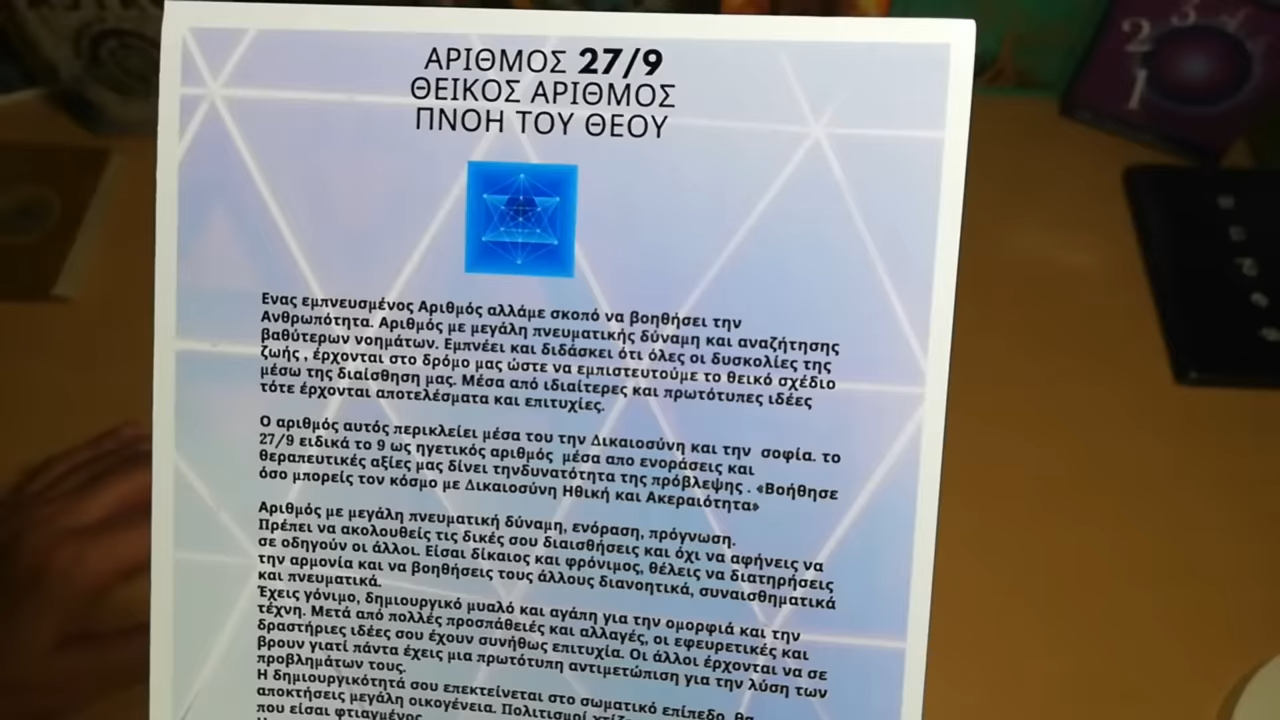 ΑΡΙΘΜΟΣ 27/9
ΘΕΙΚΟΣ ΑΡΙΘΜΟΣ
ΠΝΟΗ ΤΟΥ ΘΕΟΥ
Ενας εμπνευσμένος Αριθμός αλλάμε σκοπό να βοηθήσει την
Ανθρωπότητα. Αριθμός με μεγάλη πνευματικής δύναμη και αναζήτησης
βαθύτερων νοημάτων. Εμπνέει και διδάσκει ότι όλες οι δυσκολίες της
ζωής , έρχονται στο δρόμο μας ώστε να εμπιστευτούμε το θεικό σχέδιο
μέσω της διαίσθηση μας. Μέσα από ιδιαίτερες και πρωτότυπες ιδέες
τότε έρχονται αποτελέσματα και επιτυχίες.
Ο αριθμός αυτός περικλείει μέσα του την Δικαιοσύνη και την σοφία. το
27/9 ειδικά το 9 ως ηγετικός αριθμός μέσα απο ενοράσεις και
θεραπευτικές αξίες μας δίνει τηνδυνατότητα της πρόβλεψης . «Βοήθησε
όσο μπορείς τον κόσμο με Δικαιοσύνη Ηθική και Ακεραιότητα»
Αριθμός με μεγάλη πνευματική δύναμη, ενόραση, πρόγνωση.
Πρέπει να ακολουθείς τις δικές σου διαισθήσεις και όχι να αφήνεις να
σε οδηγούν οι άλλοι. Είσαι δίκαιος και φρόνιμος, θέλεις να διατηρήσεις
την αρμονία και να βοηθήσεις τους άλλους διανοητικά, συναισθηματικά
και πνευματικά.
Έχεις γόνιμο, δημιουργικό μυαλό και αγάπη για την ομορφιά και την
τέχνη. Μετά από πολλές προσπάθειές και αλλαγές, οι εφευρετικές και
δραστήριες ιδέες σου έχουν συνήθως επιτυχία. Οι άλλοι έρχονται να σε
βρουν γιατί πάντα έχεις μια πρωτότυπη αντιμετώπιση για την λύση των
προβλημάτων τους.
Η δημιουργικότητά σου επεκτείνεται στο σωματικό επίπεδο, θα
αποκτήσεις μεγάλη οικογένεια. Πολιτισμοί
που είσαι φτιαγμένος
2 3
1